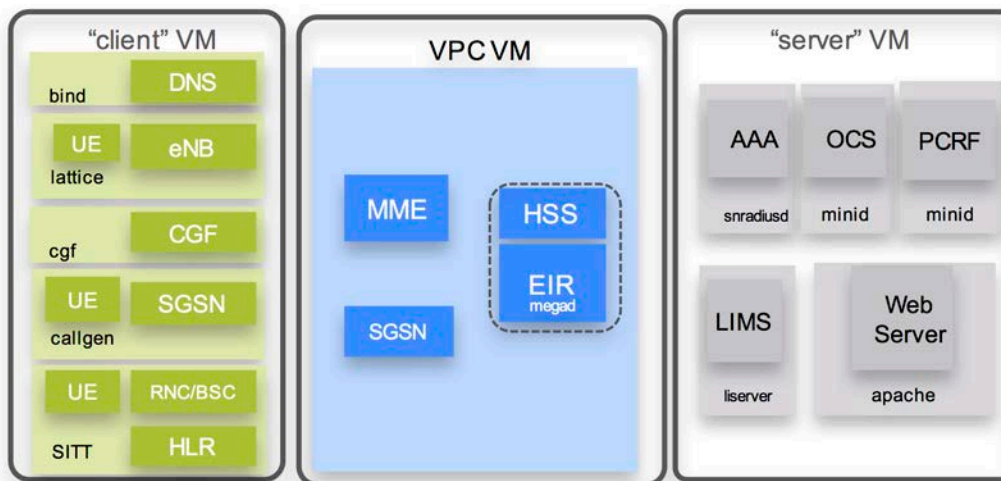 “client” VM
DNS
bind
UE
eNB
lattice
CGF
cgf
UE
SGSN
callgen
UE
RNC/BSC
SITT
HLR
VPC VM
MME
HSS
EIR
megad
SGSN
“server” VM
AAA
OCS
PCRF
snradiusd
minid
minid
LIMS
Web
Server
liserver
apache